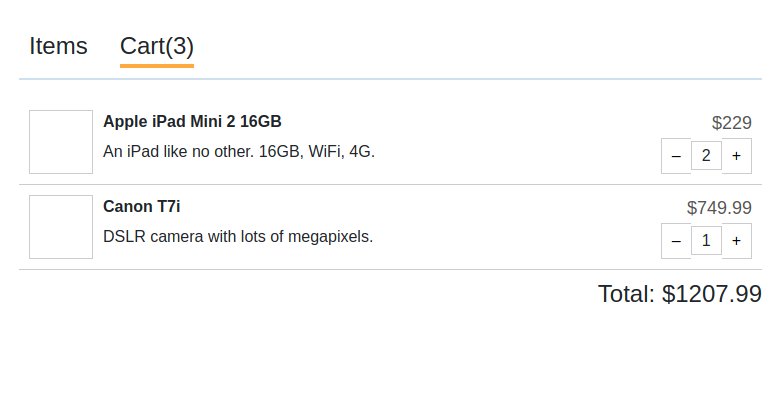 Items Cart(3)
Apple iPad Mini 2 16GB $229
An iPad like no other. 16GB, WiFi, 4G. – 2 +
Canon T7i $749.99
DSLR camera with lots of megapixels. – 1 +
Total: $1207.99